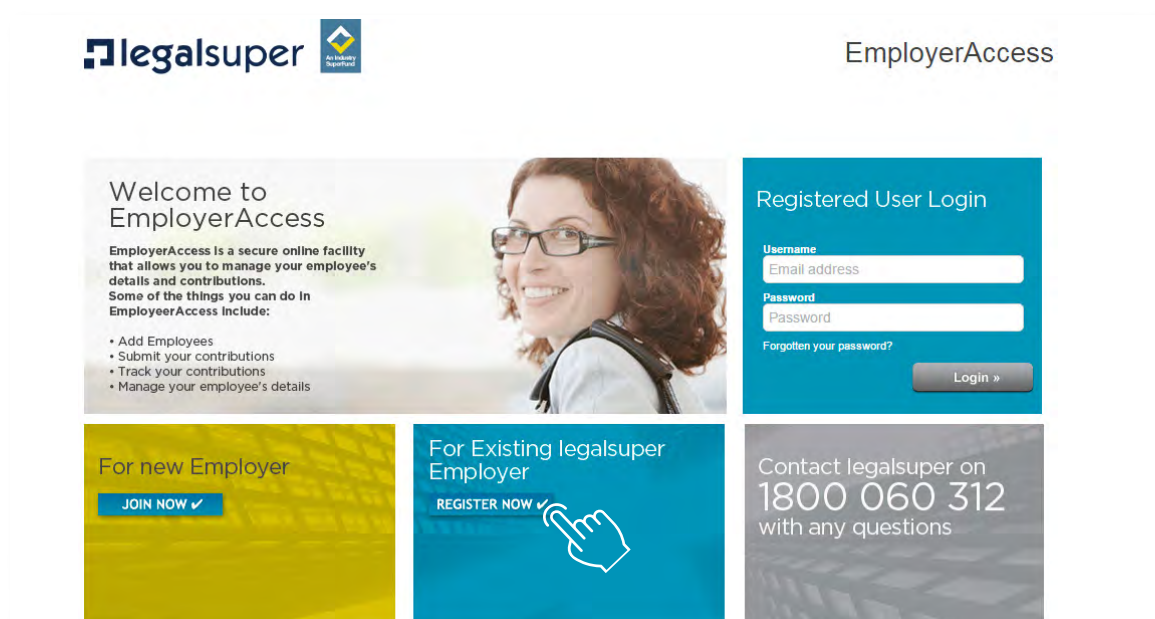 legalsuper
An Industry
SuperFund
EmployerAccess
Welcome to
EmployerAccess
EmployerAccess is a secure online facility
that allows you to manage your employee's
details and contributions.
Some of the things you can do in
EmployeerAccess include:
• Add Employees
• Submit your contributions
• Track your contributions
• Manage your employee's details
Registered User Login
Username
Email address
Password
Password
Forgotten your password?
Login »
For new Employer
JOIN NOW ✔
For Existing legalsuper
Employer
REGISTER NOW ✔
Contact legalsuper on
1800 060 312
with any questions